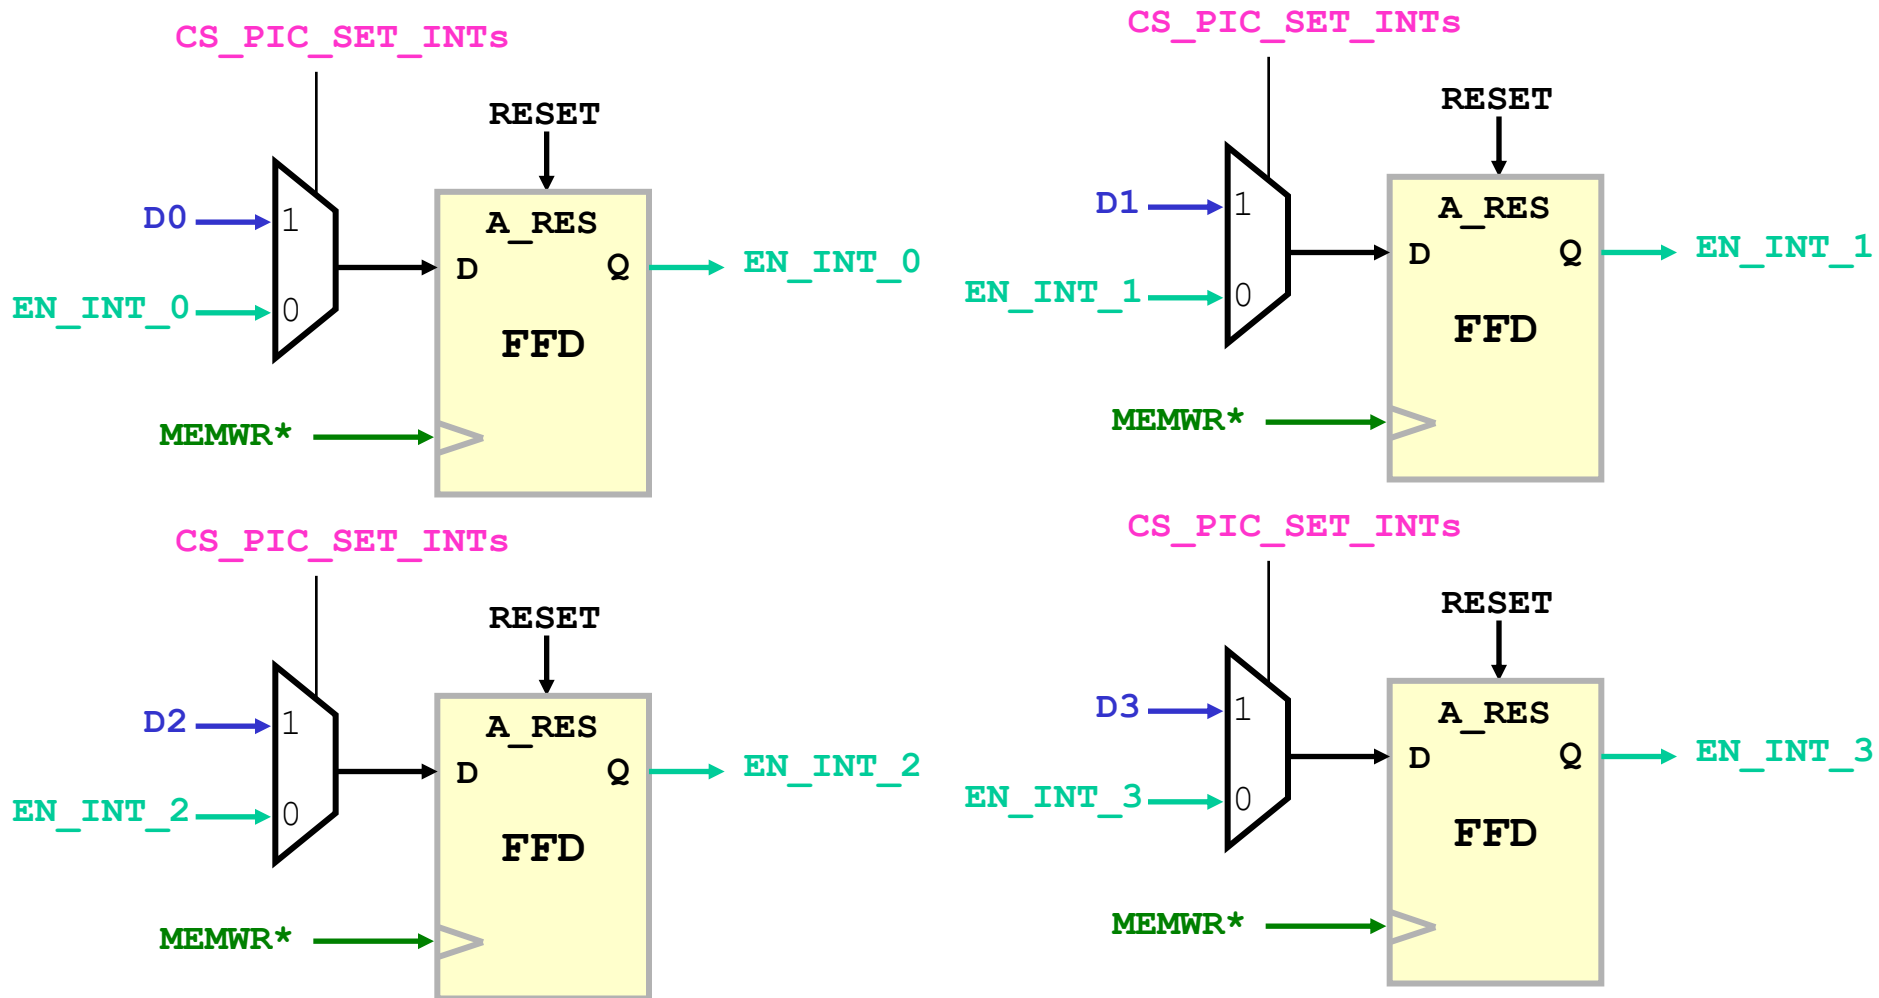 CS_PIC_SET_INTs
RESET
D0
1
A_RES
D
Q
EN_INT_0
EN_INT_0
0
FFD
MEMWR*
CS_PIC_SET_INTs
RESET
D1
1
A_RES
D
Q
EN_INT_1
EN_INT_1
0
FFD
MEMWR*
CS_PIC_SET_INTs
RESET
D2
1
A_RES
D
Q
EN_INT_2
EN_INT_2
0
FFD
MEMWR*
CS_PIC_SET_INTs
RESET
D3
1
A_RES
D
Q
EN_INT_3
EN_INT_3
0
FFD
MEMWR*